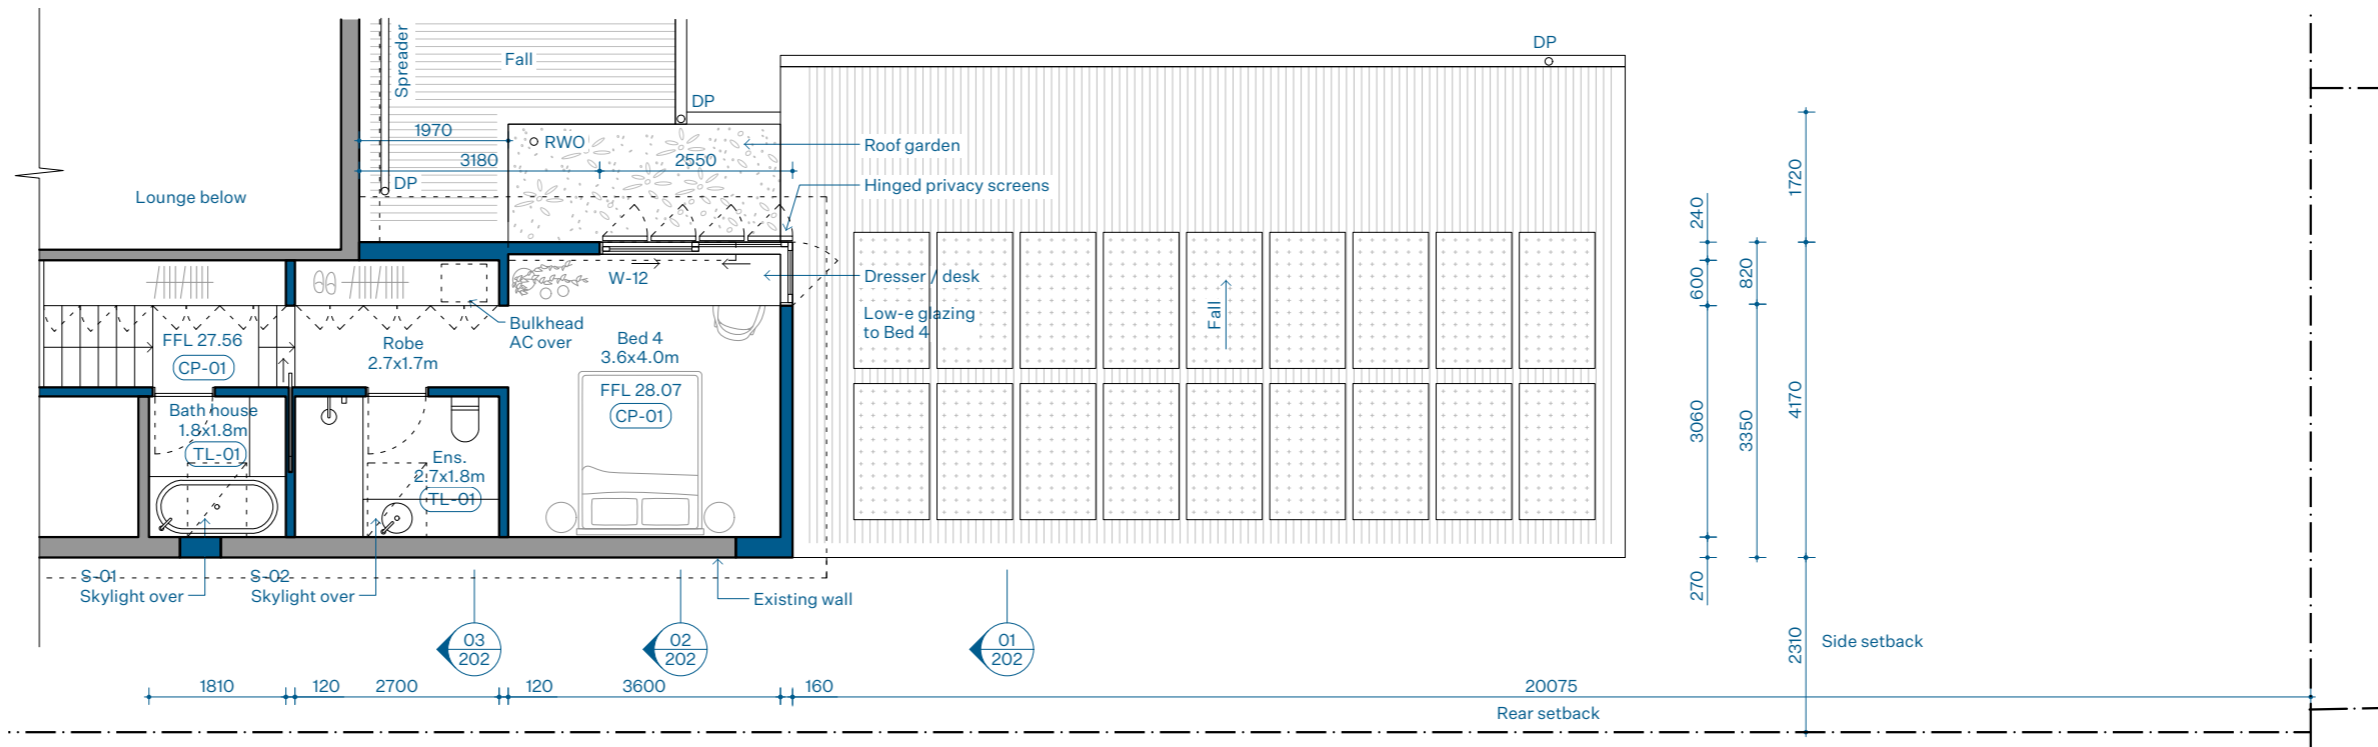 Spreader
Fall
DP
DP
1970
RWO
Roof garden
3180
2550
DP
Hinged privacy screens
Lounge below
1720
240
W-12
Dresser / desk
600
820
Low-e glazing
to Bed 4
Fall
Bulkhead
AC over
FFL 27.56
CP-01
Robe
2.7x1.7m
Bed 4
3.6x4.0m
FFL 28.07
CP-01
Bath house
1.8x1.8m
TL-01
Ens.
2.7x1.8m
TL-01
3060
3350
4170
S-01
Skylight over
S-02
Skylight over
Existing wall
270
03
202
02
202
01
202
2310
Side setback
1810
120
2700
120
3600
160
20075
Rear setback